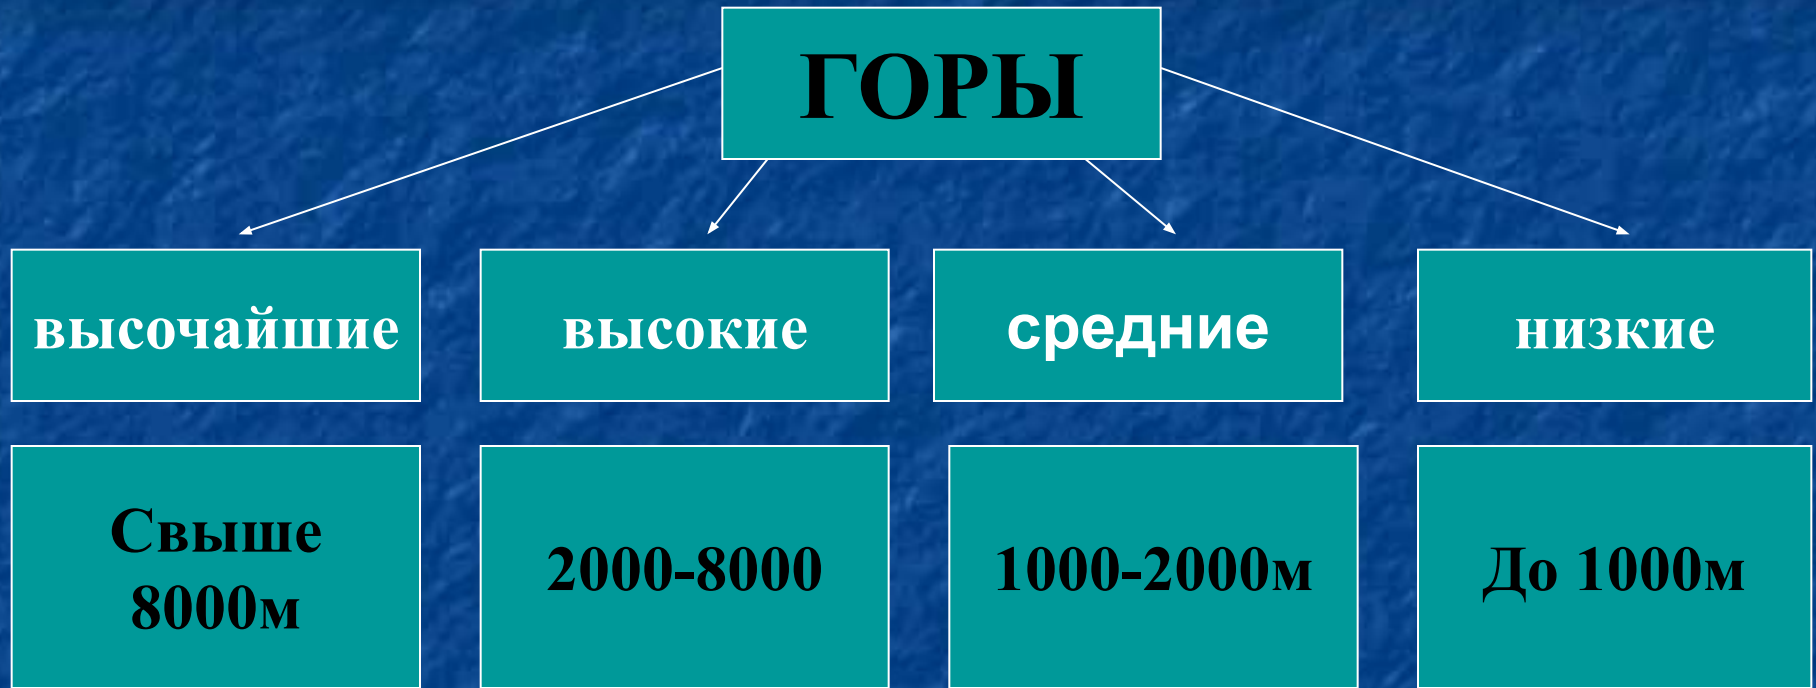 ГОРЫ
высочайшие
высокие
средние
низкие
Свыше
8000м
2000-8000
1000-2000м
До 1000м